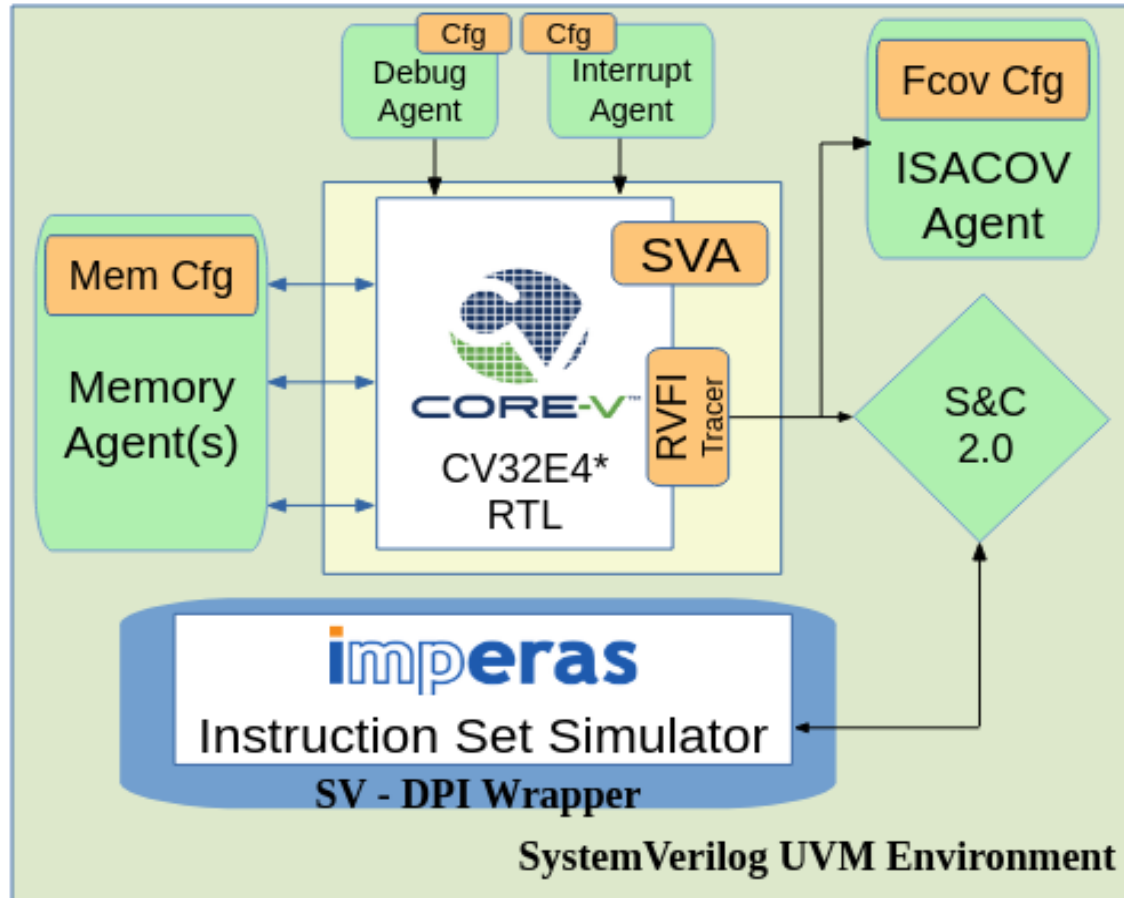 Cfg
Debug
Agent
Cfg
Interrupt
Agent
Fcov Cfg
ISACOV
Agent
Mem Cfg
Memory
Agent(s)
SVA
CORE-V™
CV32E4*
RTL
RVFI
Tracer
S&C
2.0
imperas
Instruction Set Simulator
SV - DPI Wrapper
SystemVerilog UVM Environment